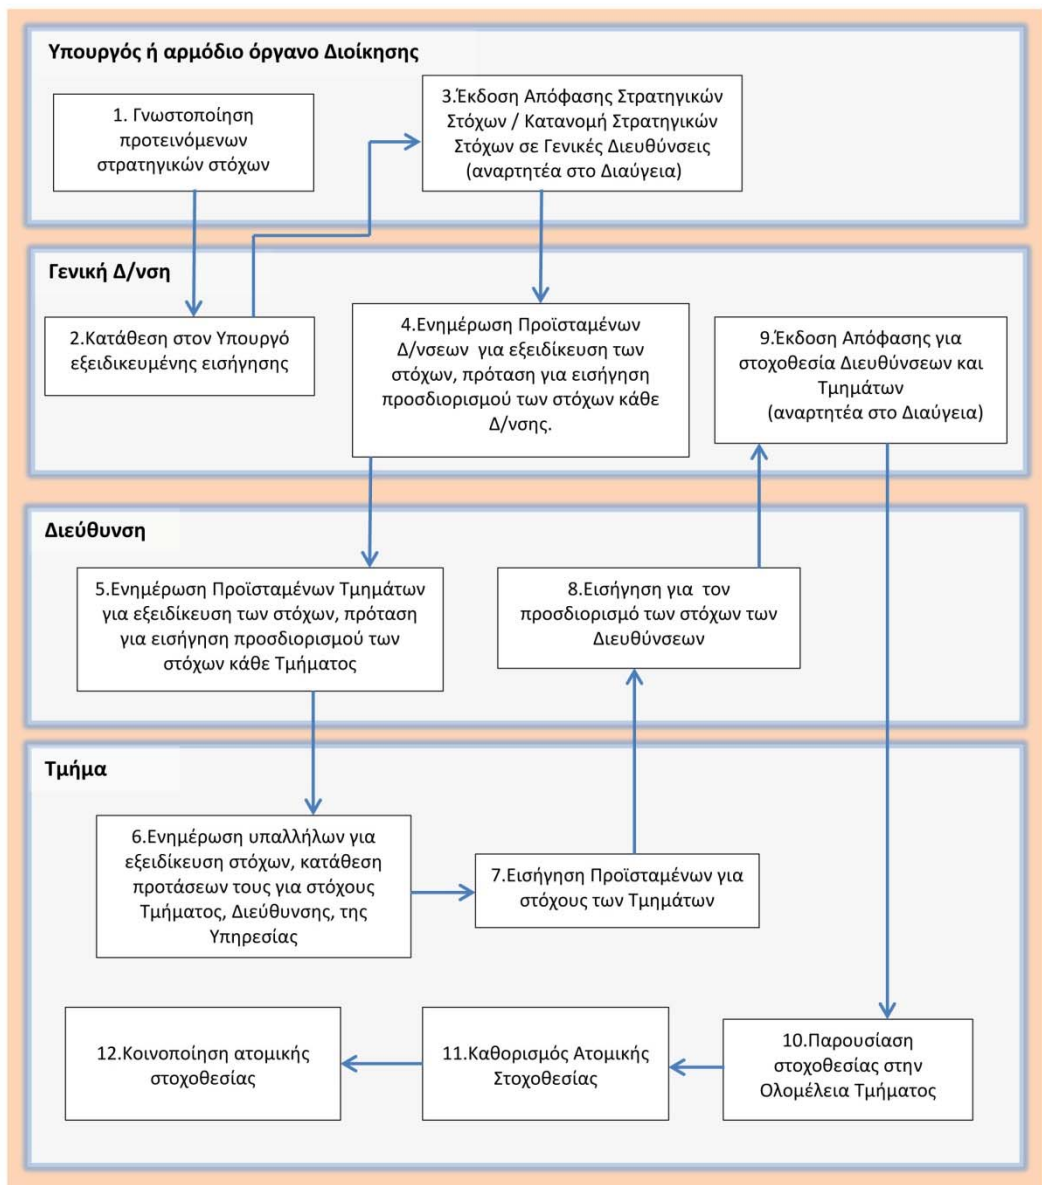 Υπουργός ή αρμόδιο όργανο Διοίκησης
1. Γνωστοποίηση
προτεινόμενων
στρατηγικών στόχων
3.Έκδοση Απόφασης Στρατηγικών
Στόχων / Κατανομή Στρατηγικών
Στόχων σε Γενικές Διευθύνσεις
(αναρτητέα στο Διαύγεια)
Γενική Δ/νση
2.Κατάθεση στον Υπουργό
εξειδικευμένης εισήγησης
4.Ενημέρωση Προϊσταμένων
Δ/νσεων για εξειδίκευση των
στόχων, πρόταση για εισήγηση
προσδιορισμού των στόχων κάθε
Δ/νσης.
9.Έκδοση Απόφασης για
στοχοθεσία Διευθύνσεων και
Τμημάτων
(αναρτητέα στο Διαύγεια)
Διεύθυνση
5.Ενημέρωση Προϊσταμένων Τμημάτων
για εξειδίκευση των στόχων, πρόταση
για εισήγηση προσδιορισμού των
στόχων κάθε Τμήματος
8.Εισήγηση για τον
προσδιορισμό των στόχων των
Διευθύνσεων
Τμήμα
6.Ενημέρωση υπαλλήλων για
εξειδίκευση στόχων, κατάθεση
προτάσεων τους για στόχους
Τμήματος, Διεύθυνσης, της
Υπηρεσίας
7.Εισήγηση Προϊσταμένων για
στόχους των Τμημάτων
10.Παρουσίαση
στοχοθεσίας στην
Ολομέλεια Τμήματος
11.Καθορισμός Ατομικής
Στοχοθεσίας
12.Κοινοποίηση ατομικής
στοχοθεσίας